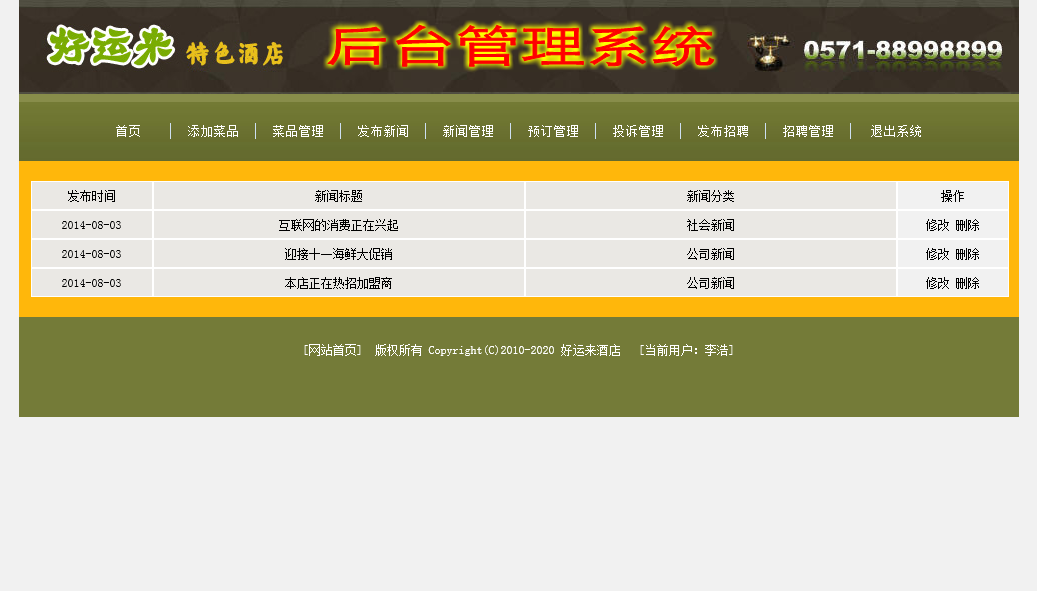 好运来 特色酒店 后台管理系统 0571-88998899
首页 添加菜品 菜品管理 发布新闻 新闻管理 预订管理 投诉管理 发布招聘 招聘管理 退出系统
发布时间 新闻标题 新闻分类 操作
2014-08-03 互联网的消费正在兴起 社会新闻 修改 删除
2014-08-03 迎接十一海鲜大促销 公司新闻 修改 删除
2014-08-03 本店正在热招加盟商 公司新闻 修改 删除
[网站首页] 版权所有 Copyright(C)2010-2020 好运来酒店 [当前用户: 李浩]